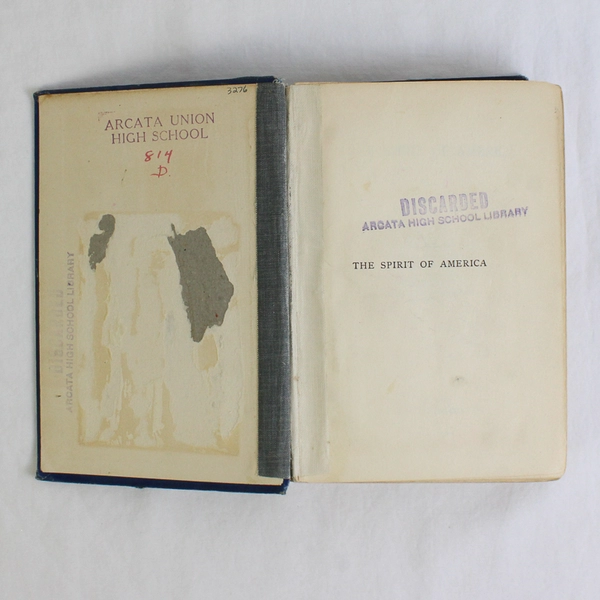 3276
ARCATA UNION
HIGH SCHOOL
814
D.
DISCARDED
ARCATA HIGH SCHOOL LIBRARY
DISCARDED
ARCATA HIGH SCHOOL LIBRARY
THE SPIRIT OF AMERICA